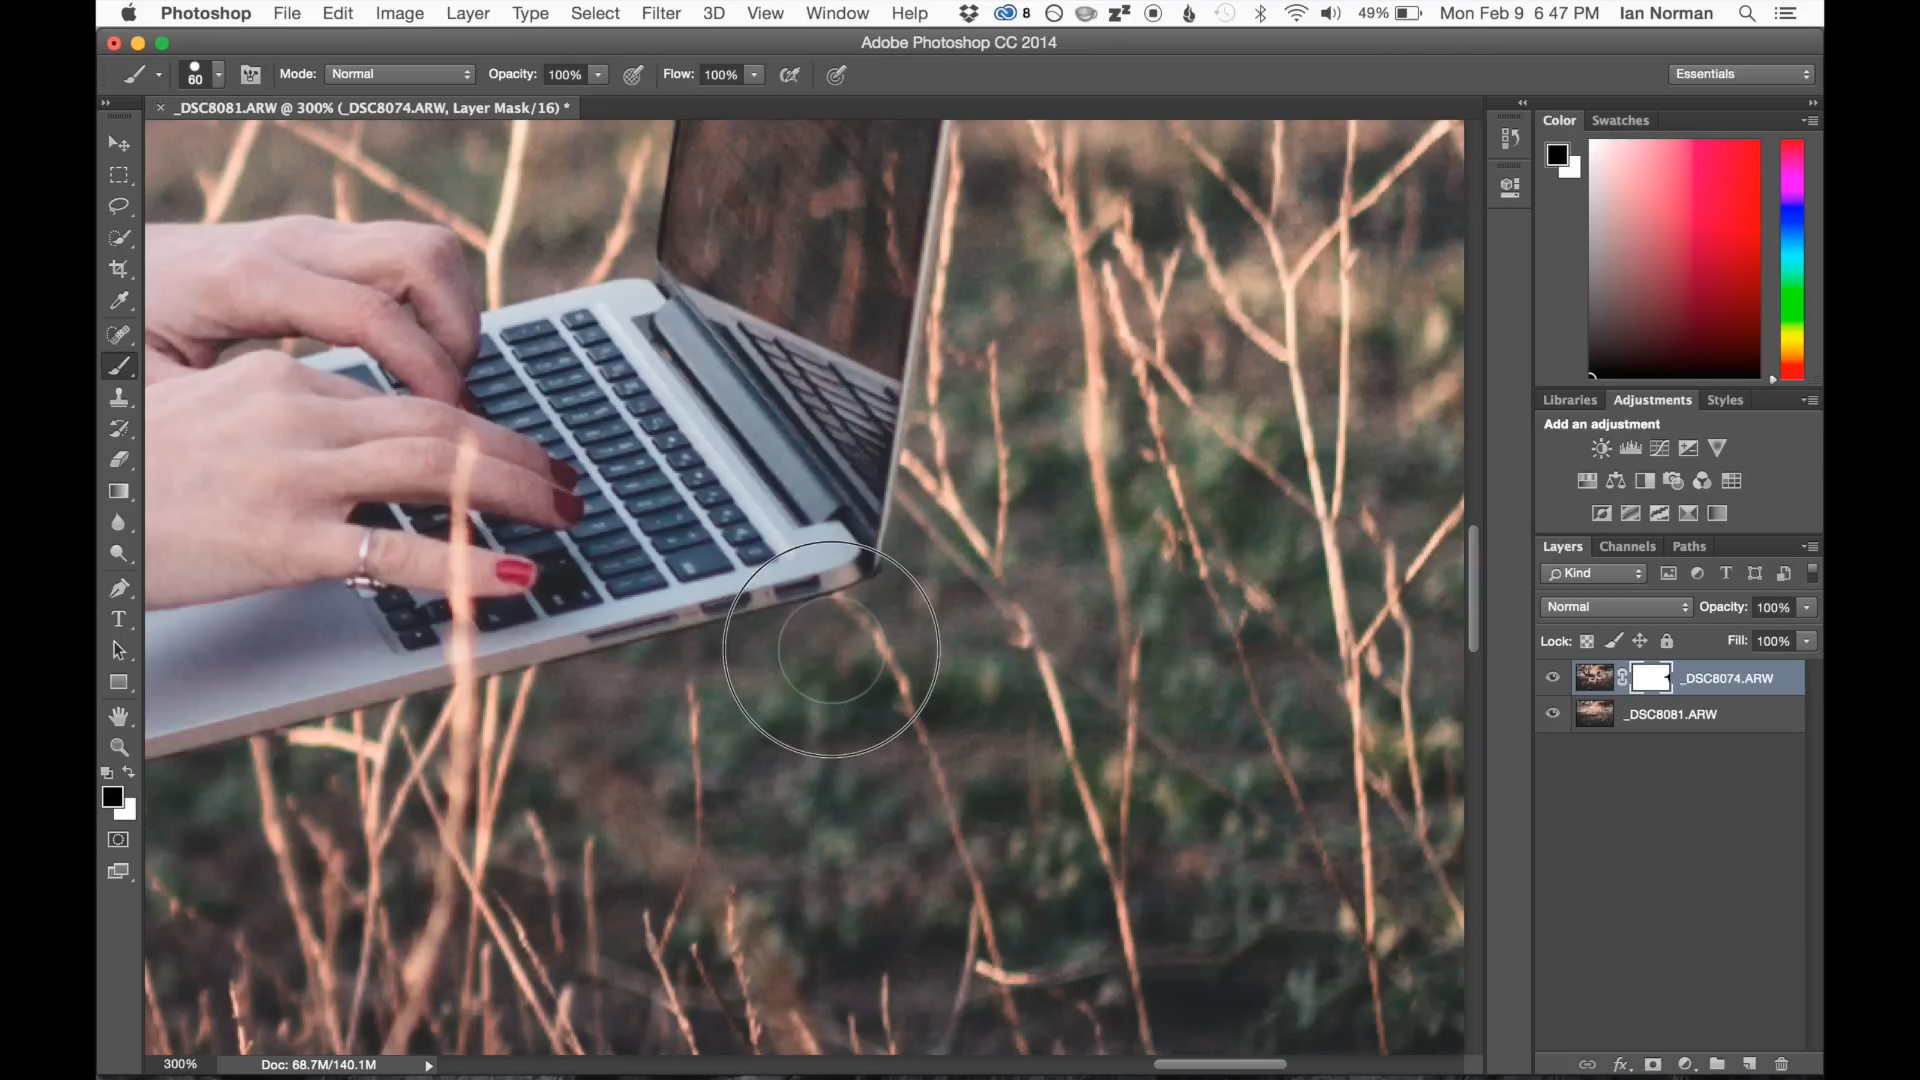 Photoshop File Edit Image Layer Type Select Filter 3D View Window Help 8 49% Mon Feb 9 6:47 PM Ian Norman
Adobe Photoshop CC 2014
60 Mode: Normal Opacity: 100% Flow: 100% Essentials
_DSC8081.ARW @ 300% (_DSC8074.ARW, Layer Mask/16) *
Color Swatches
Libraries Adjustments Styles
Add an adjustment
Layers Channels Paths
Kind
Normal Opacity: 100%
Lock: Fill: 100%
_DSC8074.ARW
_DSC8081.ARW
300% Doc: 68.7M/140.1M